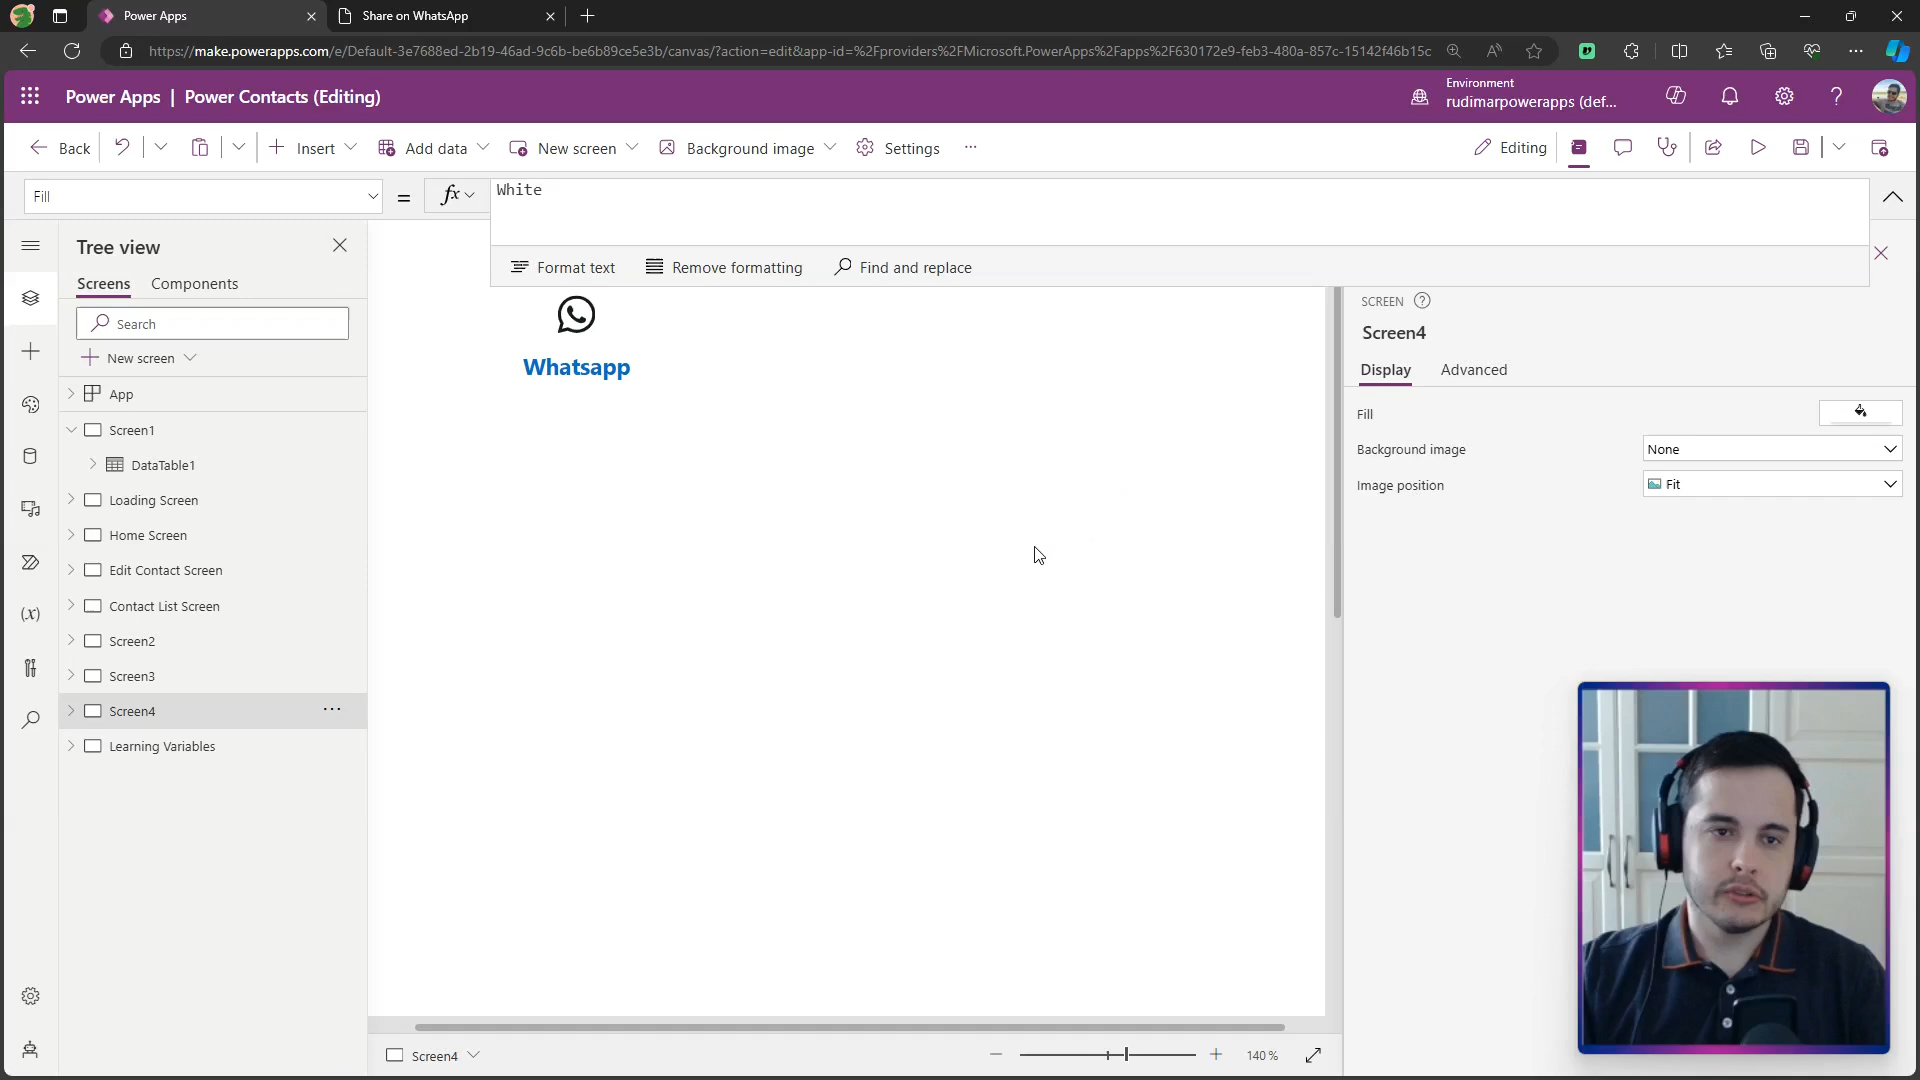 Power Apps
Share on WhatsApp
https://make.powerapps.com/e/Default-3e7688ed-2b19-46ad-9c6b-be6b89ce5e3b/canvas/?action=edit&app-id=%2Fproviders%2FMicrosoft.PowerApps%2Fapps%2F630172e9-feb3-480a-857c-15142f46b15c
Power Apps | Power Contacts (Editing)
Environment
rudimarpowerapps (def...
Back
Insert
Add data
New screen
Background image
Settings
...
Editing
Fill
=
fx
White
Format text
Remove formatting
Find and replace
Tree view
Screens
Components
Search
New screen
App
Screen1
DataTable1
Loading Screen
Home Screen
Edit Contact Screen
Contact List Screen
Screen2
Screen3
Screen4
...
Learning Variables
(x)
Whatsapp
SCREEN
Screen4
Display
Advanced
Fill
Background image
None
Image position
Fit
Screen4
140 %